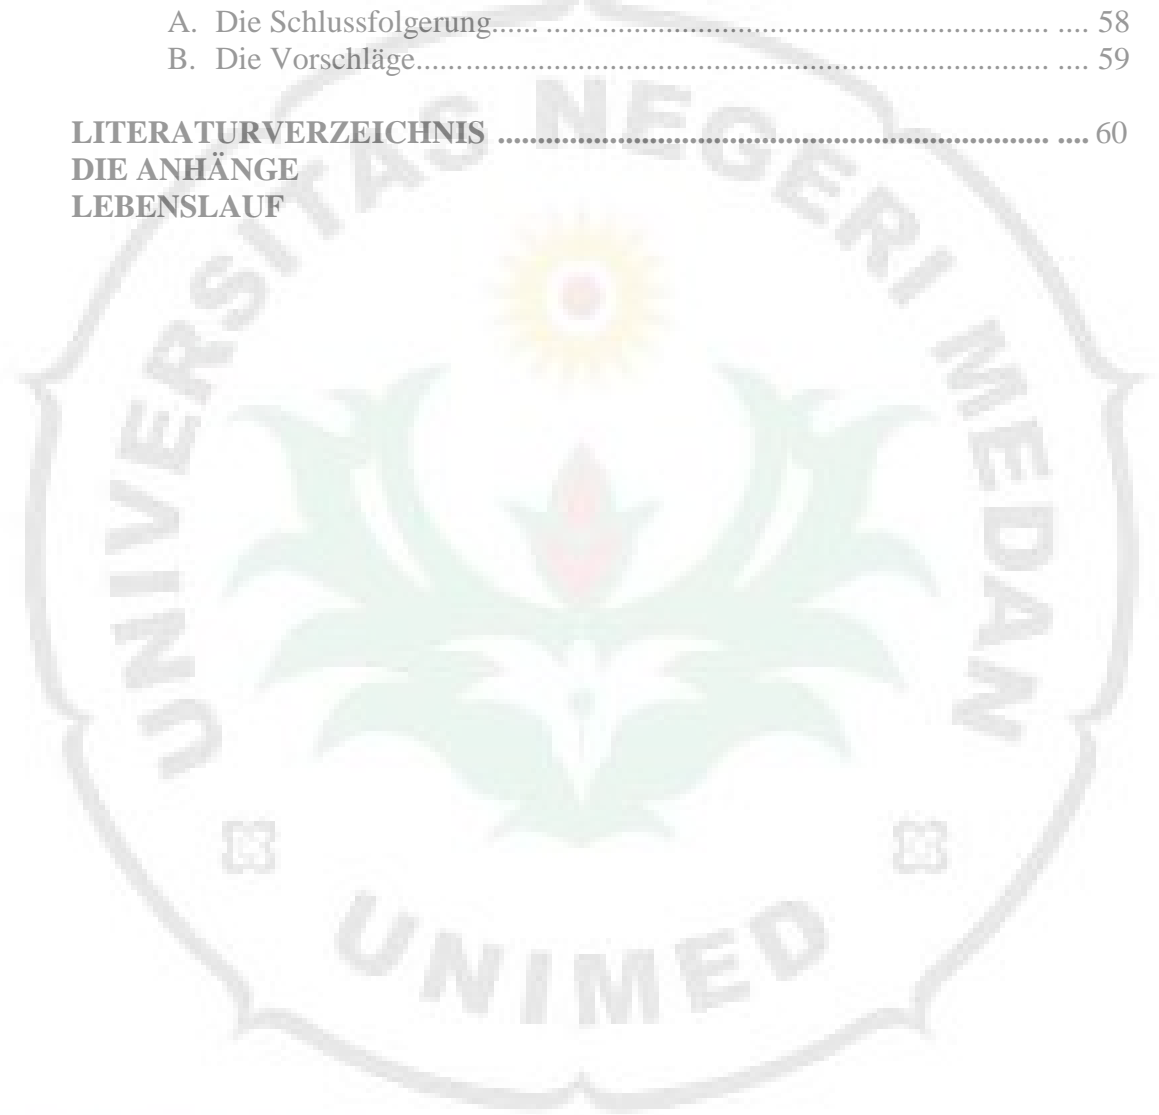 A. Die Schlussfolgerung...... ................................................................. .... 58
B. Die Vorschläge............................................................................... .... 59
LITERATURVERZEICHNIS ..................................................................... .... 60
DIE ANHÄNGE
LEBENSLAUF
UNIVERSITAS NEGERI MEDAN
UNIMED